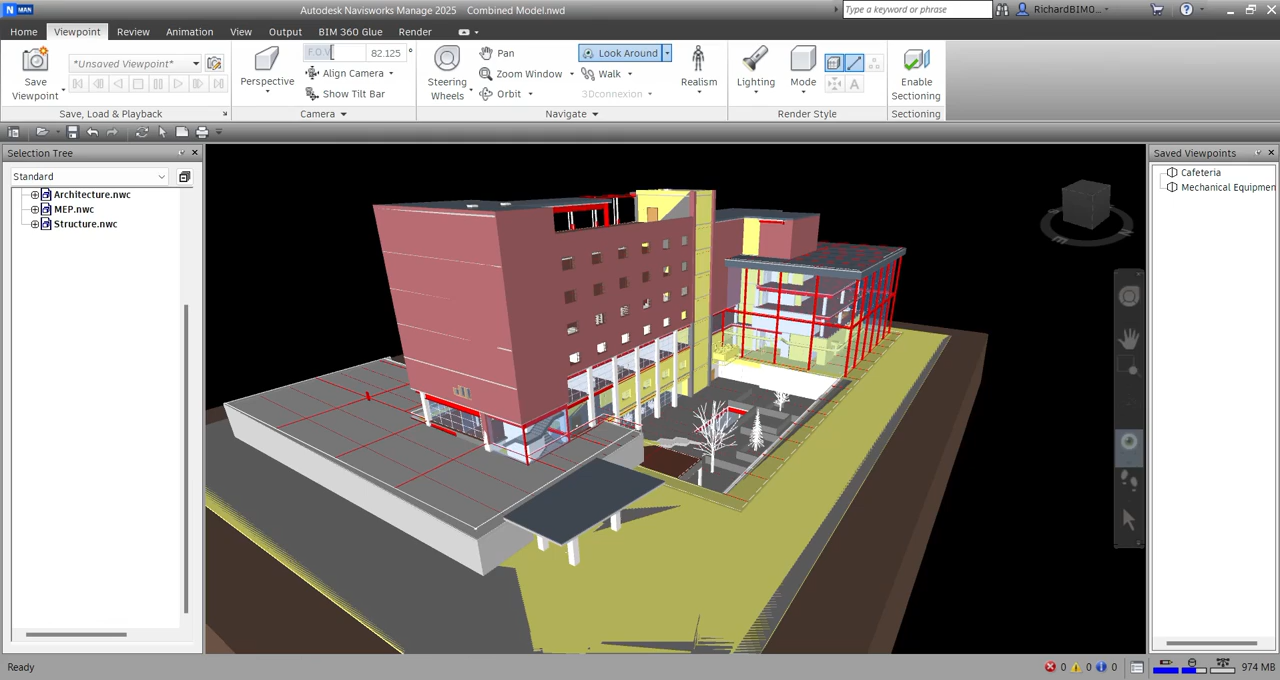 N MAN
Autodesk Navisworks Manage 2025 Combined Model.nwd
Type a keyword or phrase
RichardBIMO...
Home Viewpoint Review Animation View Output BIM 360 Glue Render
Save Viewpoint
*Unsaved Viewpoint*
Save, Load & Playback
Perspective
F.O.V. 82.125 °
Align Camera
Show Tilt Bar
Camera
Steering Wheels
Pan
Zoom Window
Orbit
Look Around
Walk
3Dconnexion
Realism
Navigate
Lighting
Mode
A
Render Style
Enable Sectioning
Sectioning
Selection Tree
Standard
Architecture.nwc
MEP.nwc
Structure.nwc
Saved Viewpoints
Cafeteria
Mechanical Equipmen
Ready
0 0 0 974 MB